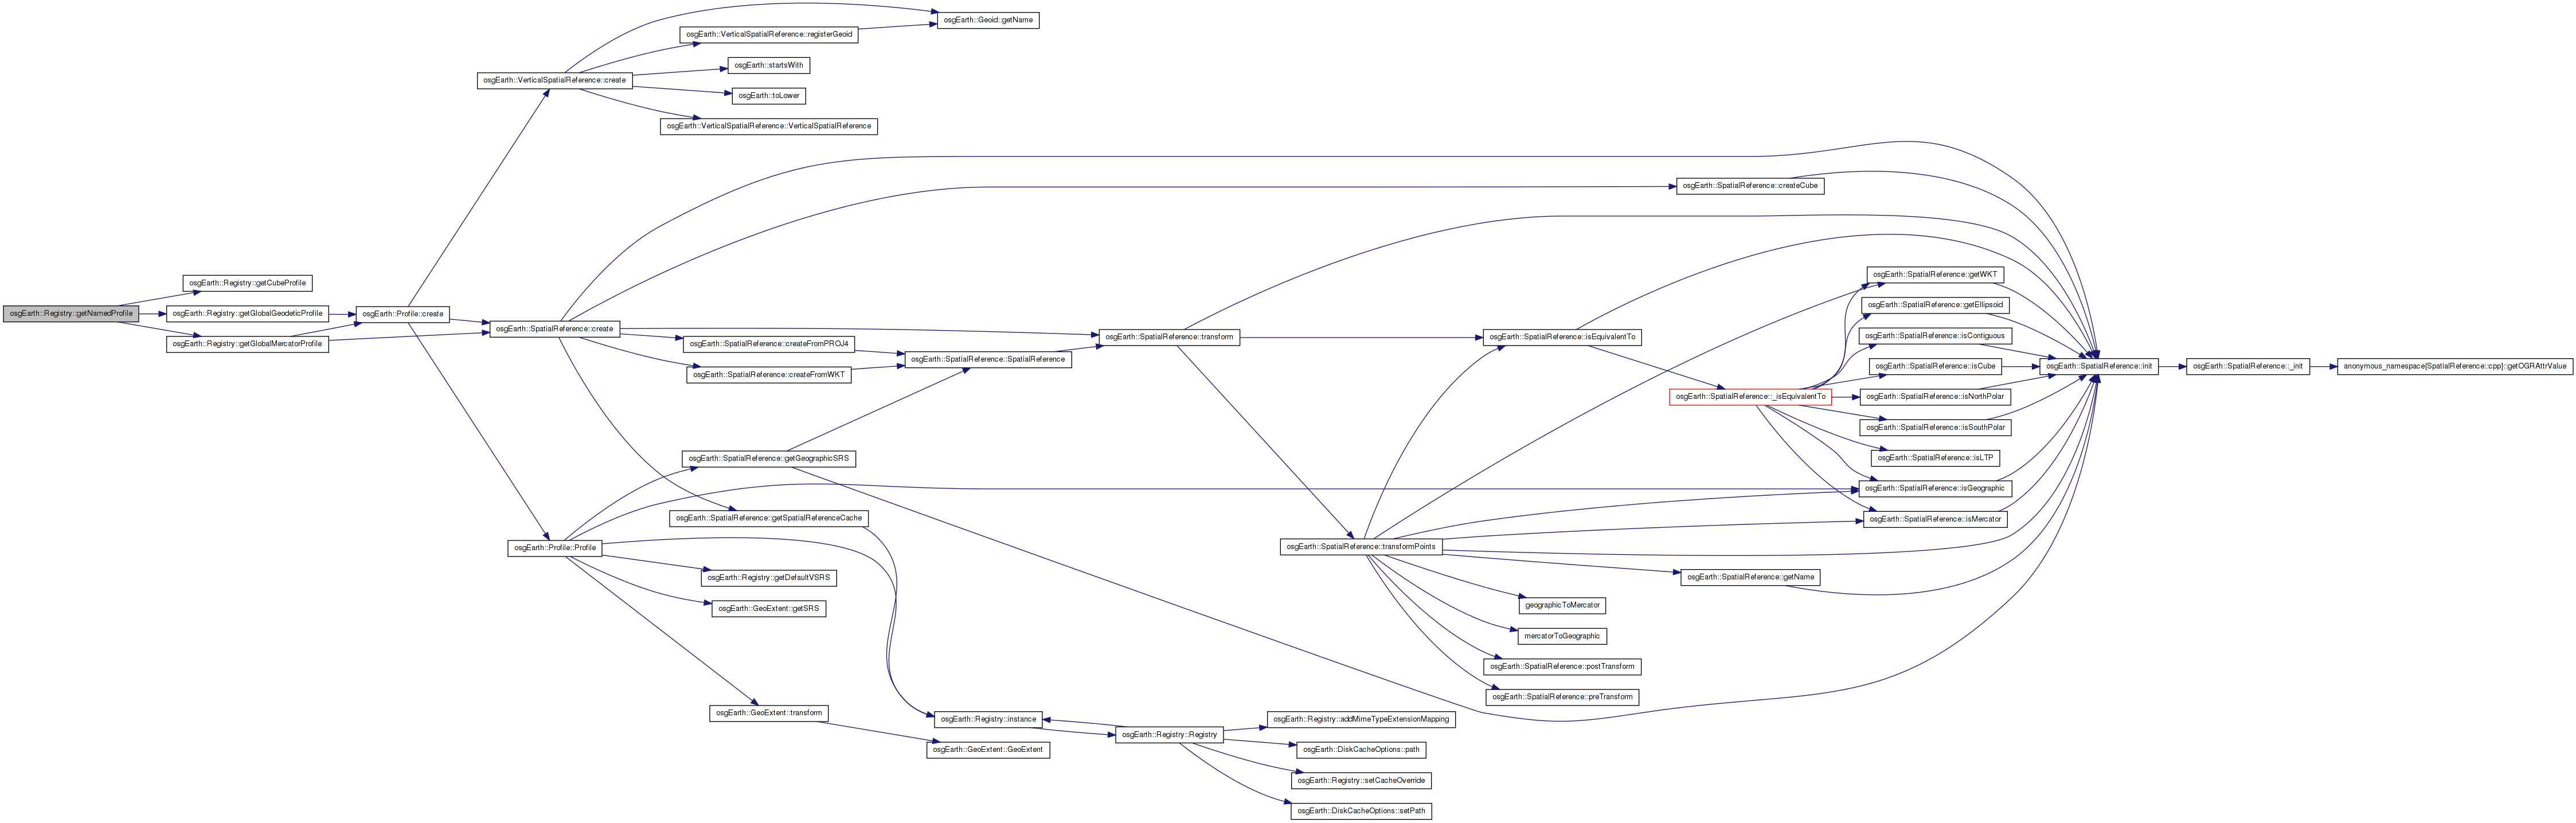 osgEarth::Registry::getNamedProfile
osgEarth::Registry::getCubeProfile
osgEarth::Registry::getGlobalGeodeticProfile
osgEarth::Registry::getGlobalMercatorProfile
osgEarth::Profile::create
osgEarth::VerticalSpatialReference::create
osgEarth::SpatialReference::create
osgEarth::Profile::Profile
osgEarth::Geoid::getName
osgEarth::VerticalSpatialReference::registerGeoid
osgEarth::startsWith
osgEarth::toLower
osgEarth::VerticalSpatialReference::VerticalSpatialReference
osgEarth::SpatialReference::createFromPROJ4
osgEarth::SpatialReference::createFromWKT
osgEarth::SpatialReference::getGeographicSRS
osgEarth::SpatialReference::getSpatialReferenceCache
osgEarth::Registry::getDefaultVSRS
osgEarth::GeoExtent::getSRS
osgEarth::GeoExtent::transform
osgEarth::SpatialReference::SpatialReference
osgEarth::Registry::instance
osgEarth::GeoExtent::GeoExtent
osgEarth::SpatialReference::transform
osgEarth::Registry::Registry
osgEarth::SpatialReference::transformPoints
osgEarth::Registry::addMimeTypeExtensionMapping
osgEarth::DiskCacheOptions::path
osgEarth::Registry::setCacheOverride
osgEarth::DiskCacheOptions::setPath
osgEarth::SpatialReference::isEquivalentTo
geographicToMercator
mercatorToGeographic
osgEarth::SpatialReference::postTransform
osgEarth::SpatialReference::preTransform
osgEarth::SpatialReference::createCube
osgEarth::SpatialReference::_isEquivalentTo
osgEarth::SpatialReference::getName
osgEarth::SpatialReference::getWKT
osgEarth::SpatialReference::getEllipsoid
osgEarth::SpatialReference::isContiguous
osgEarth::SpatialReference::isCube
osgEarth::SpatialReference::isNorthPolar
osgEarth::SpatialReference::isSouthPolar
osgEarth::SpatialReference::isLTP
osgEarth::SpatialReference::isGeographic
osgEarth::SpatialReference::isMercator
osgEarth::SpatialReference::init
osgEarth::SpatialReference::_init
anonymous_namespace{SpatialReference::cpp}::getOGRAttrValue